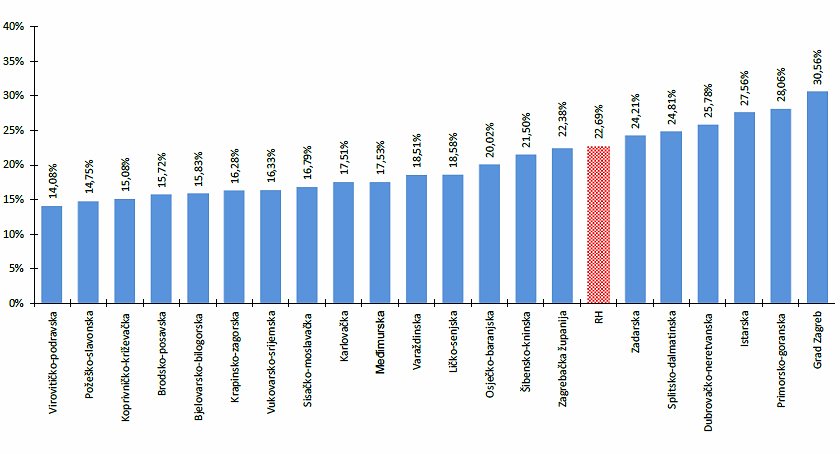 40%
35%
30%
25%
20%
15%
10%
5%
0%
14,08%
14,75%
15,08%
15,72%
15,83%
16,28%
16,33%
16,79%
17,51%
17,53%
18,51%
18,58%
20,02%
21,50%
22,38%
22,69%
24,21%
24,81%
25,78%
27,56%
28,06%
30,56%
Virovitičko-podravska
Požeško-slavonska
Koprivničko-križevačka
Brodsko-posavska
Bjelovarsko-bilogorska
Krapinsko-zagorska
Vukovarsko-srijemska
Sisačko-moslavačka
Karlovačka
Međimurska
Varaždinska
Ličko-senjska
Osječko-baranjska
Šibensko-kninska
Zagrebačka županija
RH
Zadarska
Splitsko-dalmatinska
Dubrovačko-neretvanska
Istarska
Primorsko-goranska
Grad Zagreb